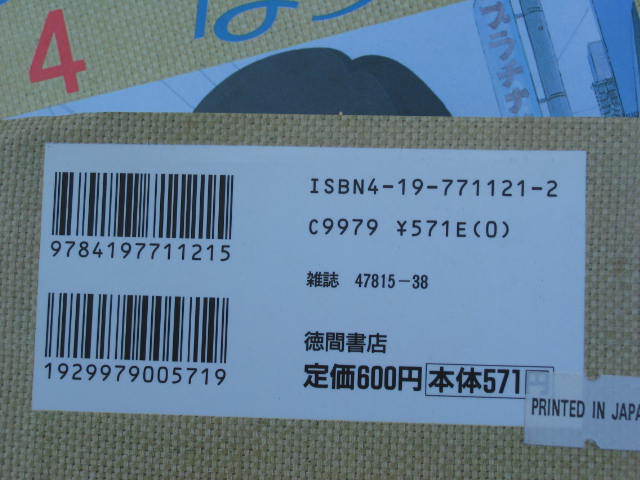 4
プラチナ
ISBN4-19-771121-2
C9979 ¥571E(0)
雑誌 47815-38
徳間書店
定価600円 本体571円
9784197711215
1929979005719
PRINTED IN JAPA